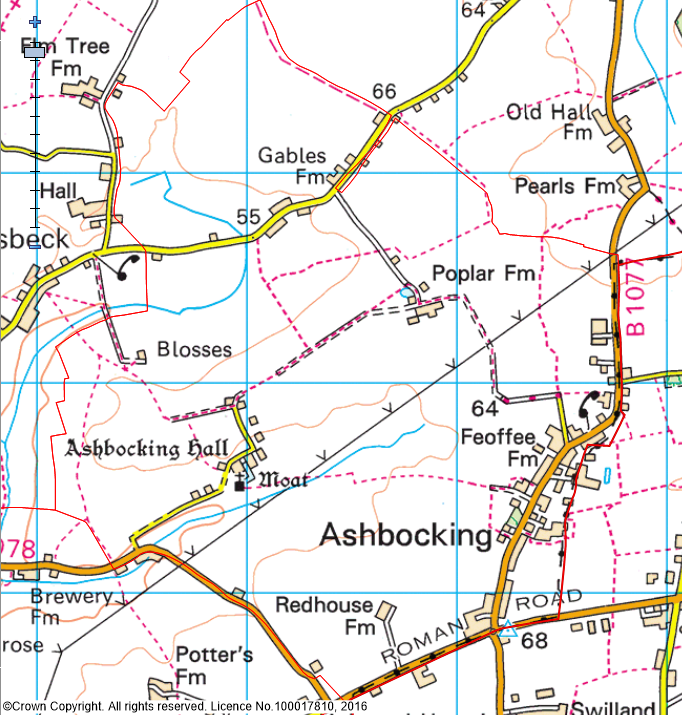 64
Elm Tree
Fm
66
Old Hall
Fm
Gables
Fm
Pearls Fm
Hall
55
sbeck
Poplar Fm
B1077
Blosses
64
Ashbocking Hall
Feoffee
Fm
Moat
Ashbocking
978
Brewery
Fm
Redhouse
Fm
ROMAN ROAD
68
rose
Potter's
Fm
Swilland
©Crown Copyright. All rights reserved. Licence No.100017810, 2016